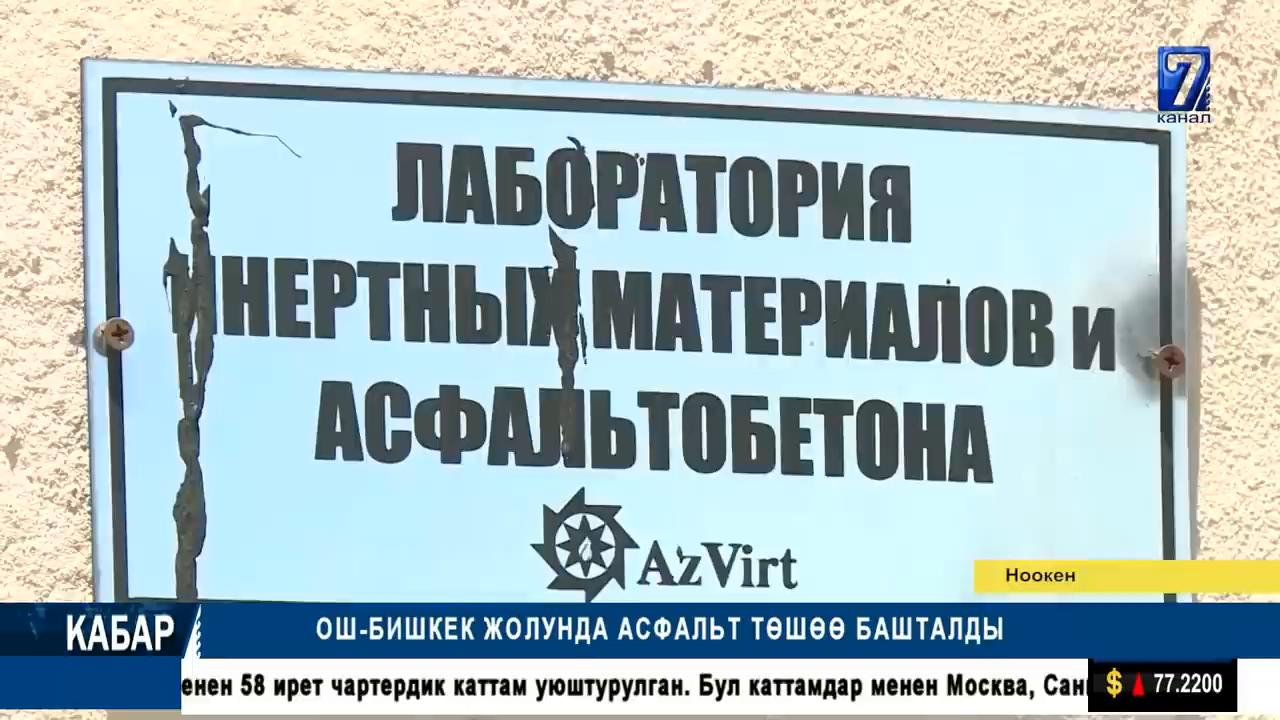 7
канал
ЛАБОРАТОРИЯ
ИНЕРТНЫХ МАТЕРИАЛОВ и
АСФАЛЬТОБЕТОНА
AzVirt
Ноокен
КАБАР
ОШ-БИШКЕК ЖОЛУНДА АСФАЛЬТ ТӨШӨӨ БАШТАЛДЫ
58 ирет чартердик каттам уюштурулган. Бул каттамдар менен Москва,
$ 77.2200